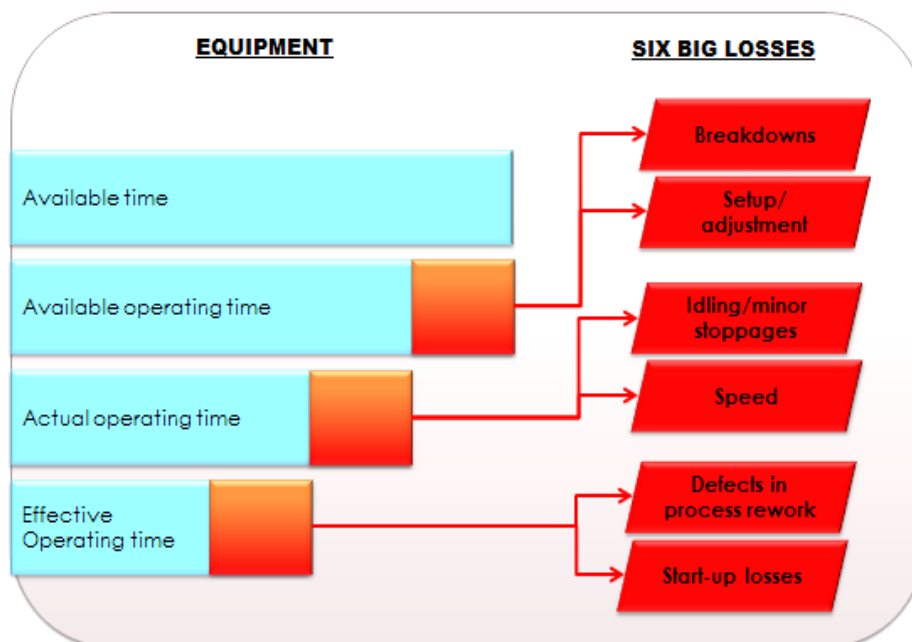 EQUIPMENT
SIX BIG LOSSES
Available time
Available operating time
Actual operating time
Effective
Operating time
Breakdowns
Setup/
adjustment
Idling/minor
stoppages
Speed
Defects in
process rework
Start-up losses